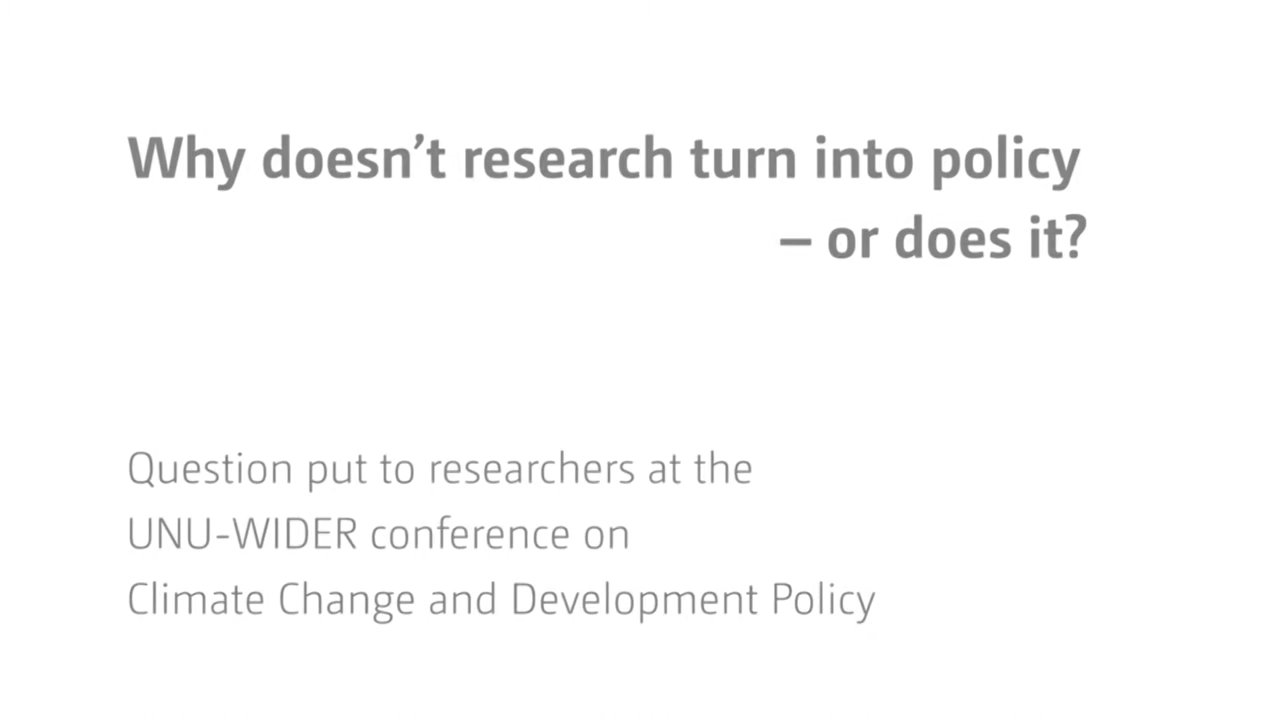 Why doesn’t research turn into policy
– or does it?
Question put to researchers at the
UNU-WIDER conference on
Climate Change and Development Policy